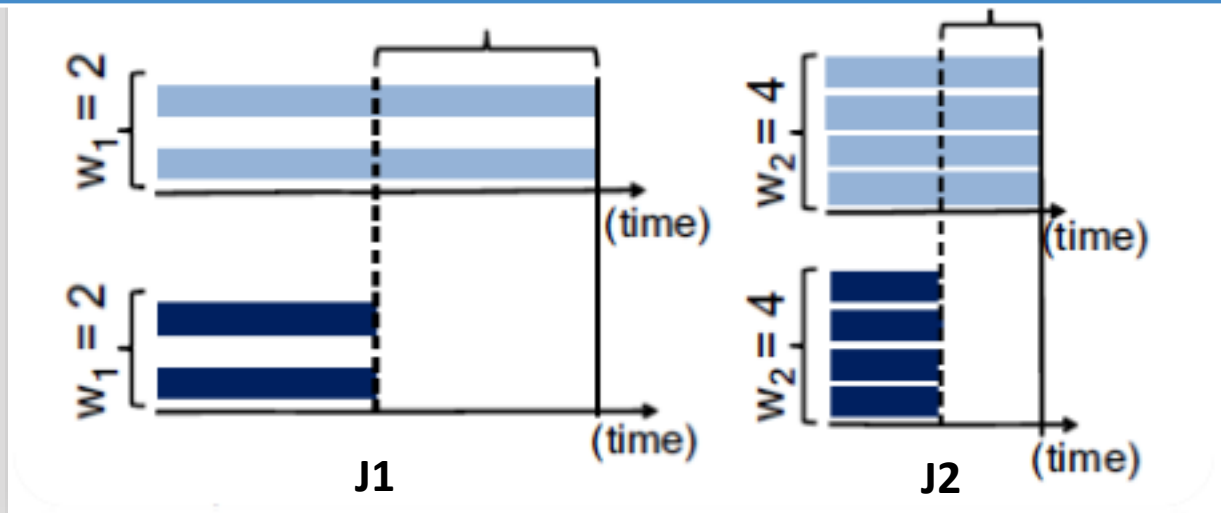 w₁ = 2
(time)
w₁ = 2
(time)
J1
w₂ = 4
(time)
w₂ = 4
(time)
J2